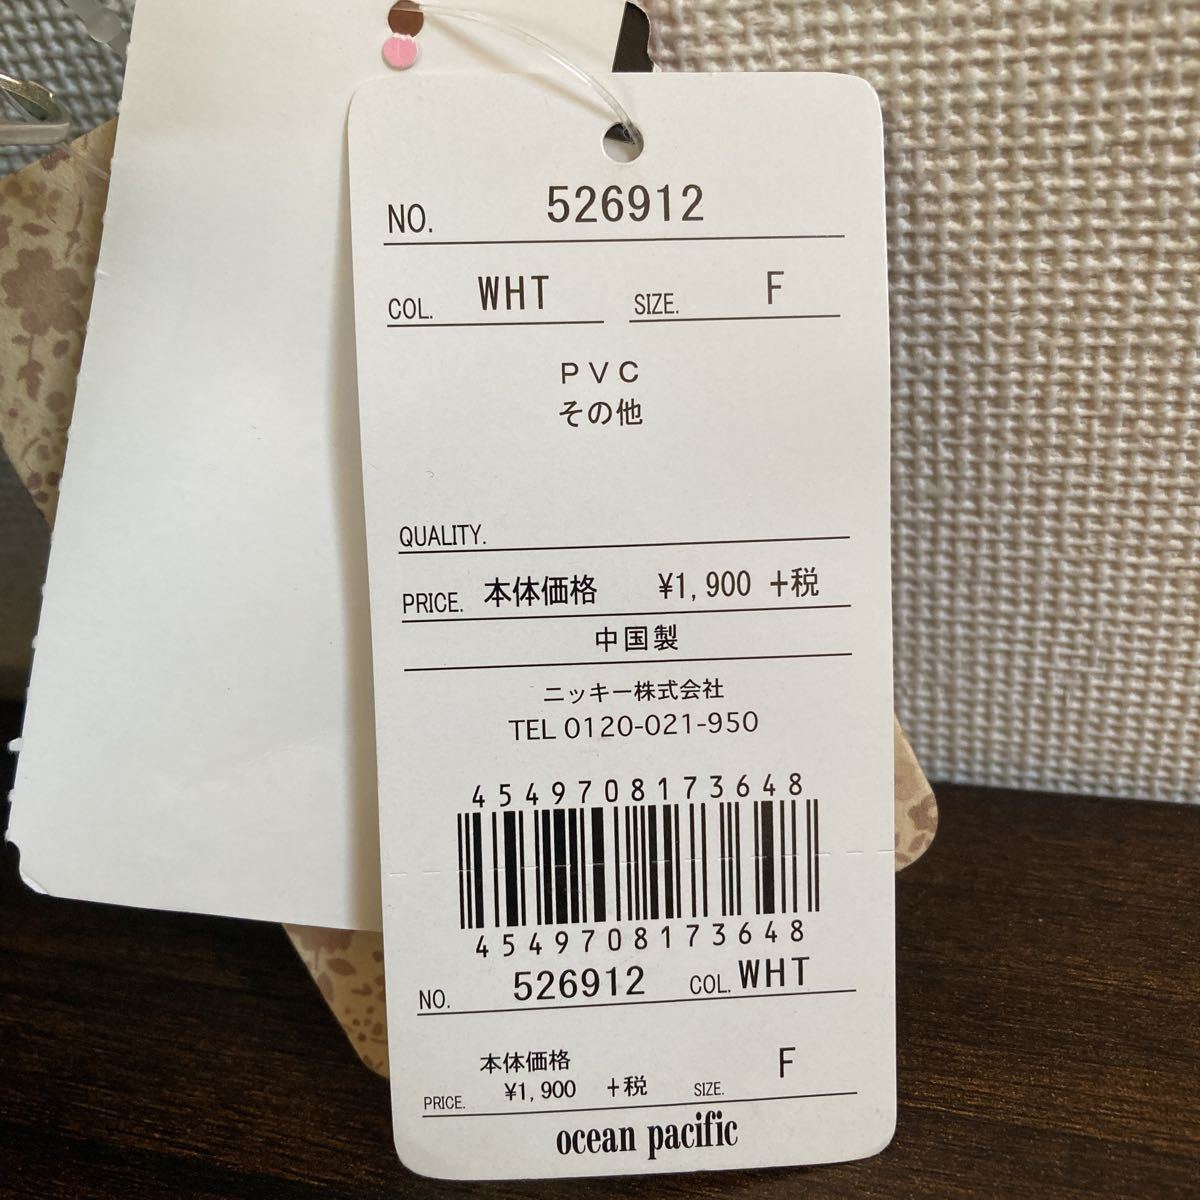 NO. 526912
COL. WHT SIZE. F
PVC
その他
QUALITY.
PRICE. 本体価格 ¥1,900 +税
中国製
ニッキー株式会社
TEL 0120-021-950
4549708173648
4549708173648
NO. 526912 COL. WHT
本体価格
PRICE. ¥1,900 +税 SIZE. F
ocean pacific